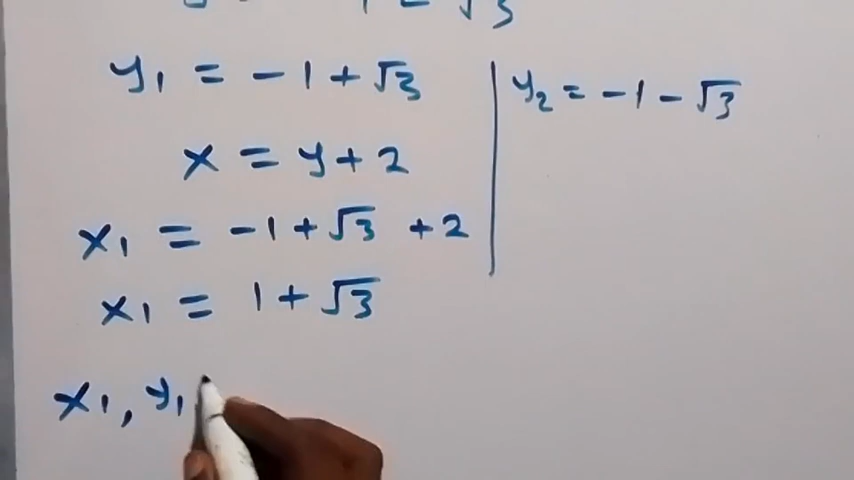 y₁ = -1 + √3
x = y + 2
x₁ = -1 + √3 + 2
x₁ = 1 + √3
x₁, y₁
y₂ = -1 - √3